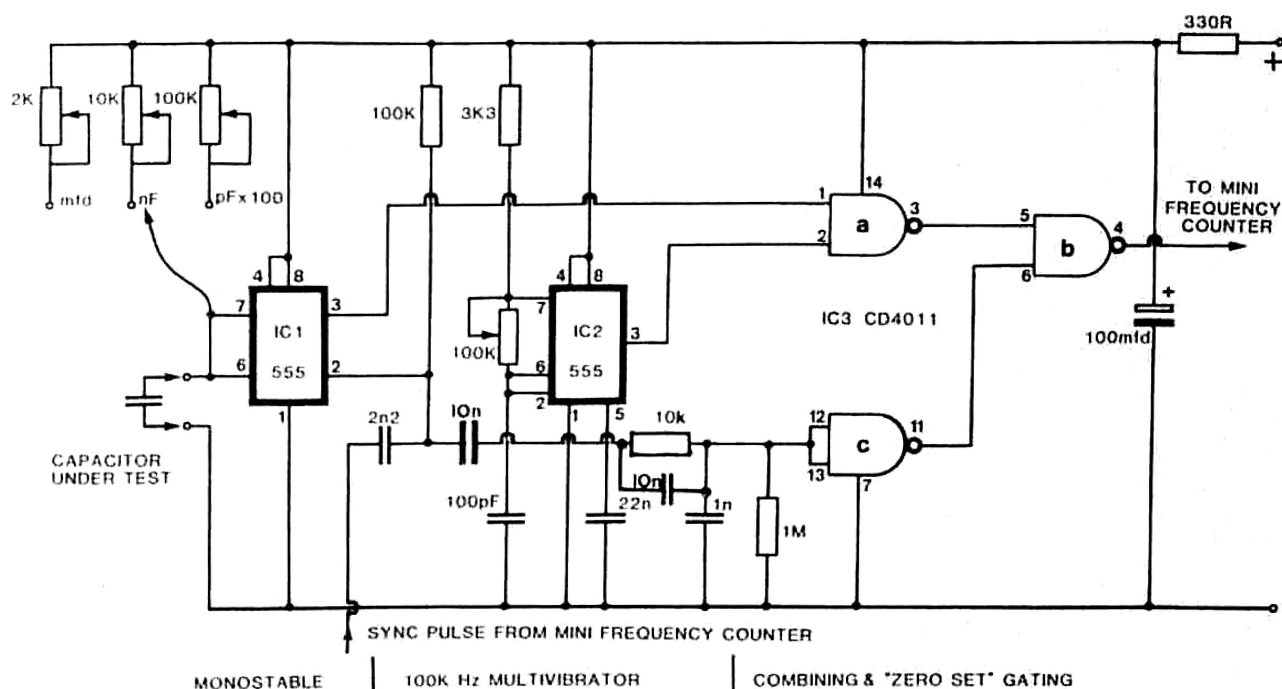 330R
+
2K
10K
100K
100K
3K3
mfd
nF
pFx100
14
1
3
2
a
TO MINI
FREQUENCY
COUNTER
5
4
6
b
4 8
7
3
IC1
6
555
2
1
4 8
7
IC2
3
100K
6
555
2
1
5
IC3 CD4011
+
100mfd
CAPACITOR
UNDER TEST
2n2
10n
10k
12
11
13
c
7
10n
100pF
22n
1n
1M
SYNC PULSE FROM MINI FREQUENCY COUNTER
MONOSTABLE
100K Hz MULTIVIBRATOR
COMBINING & "ZERO SET" GATING